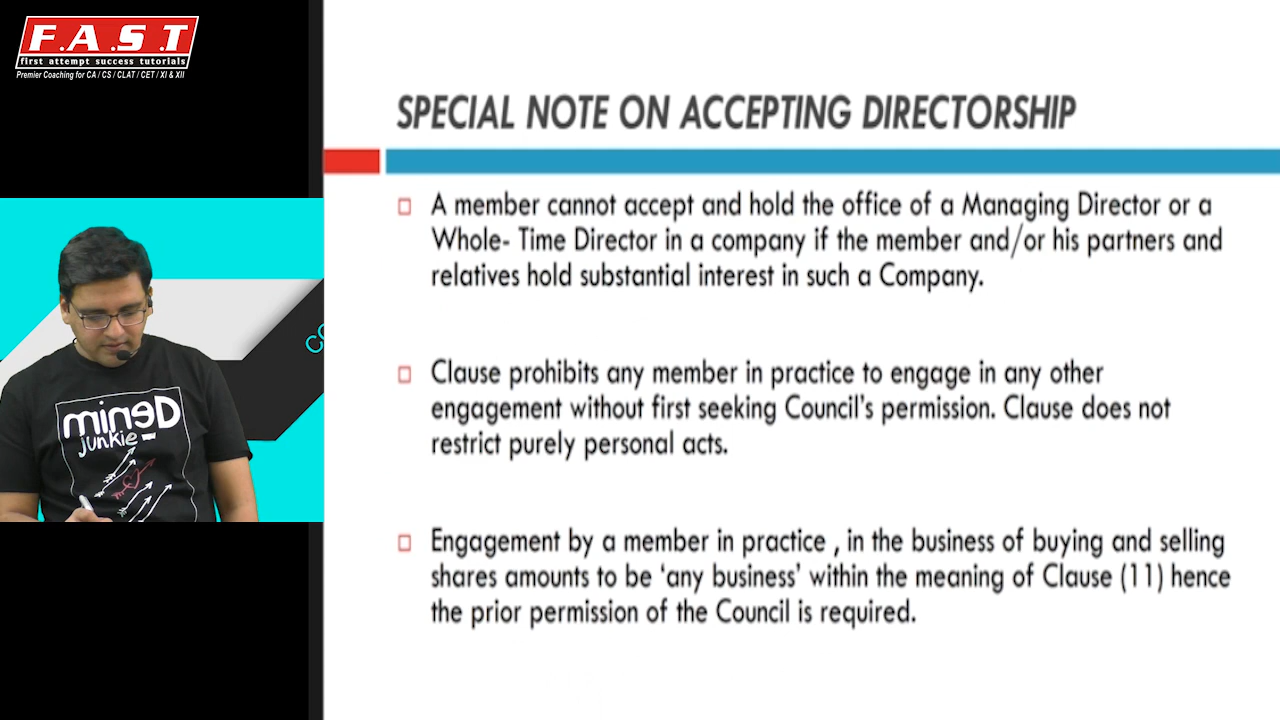 F.A.S.T
first attempt success tutorials
Premier Coaching for CA / CS / CLAT / CET / XI & XII
SPECIAL NOTE ON ACCEPTING DIRECTORSHIP
A member cannot accept and hold the office of a Managing Director or a
Whole- Time Director in a company if the member and/or his partners and
relatives hold substantial interest in such a Company.
Clause prohibits any member in practice to engage in any other
engagement without first seeking Council's permission. Clause does not
restrict purely personal acts.
Engagement by a member in practice , in the business of buying and selling
shares amounts to be 'any business' within the meaning of Clause (11) hence
the prior permission of the Council is required.
Denim
junkie